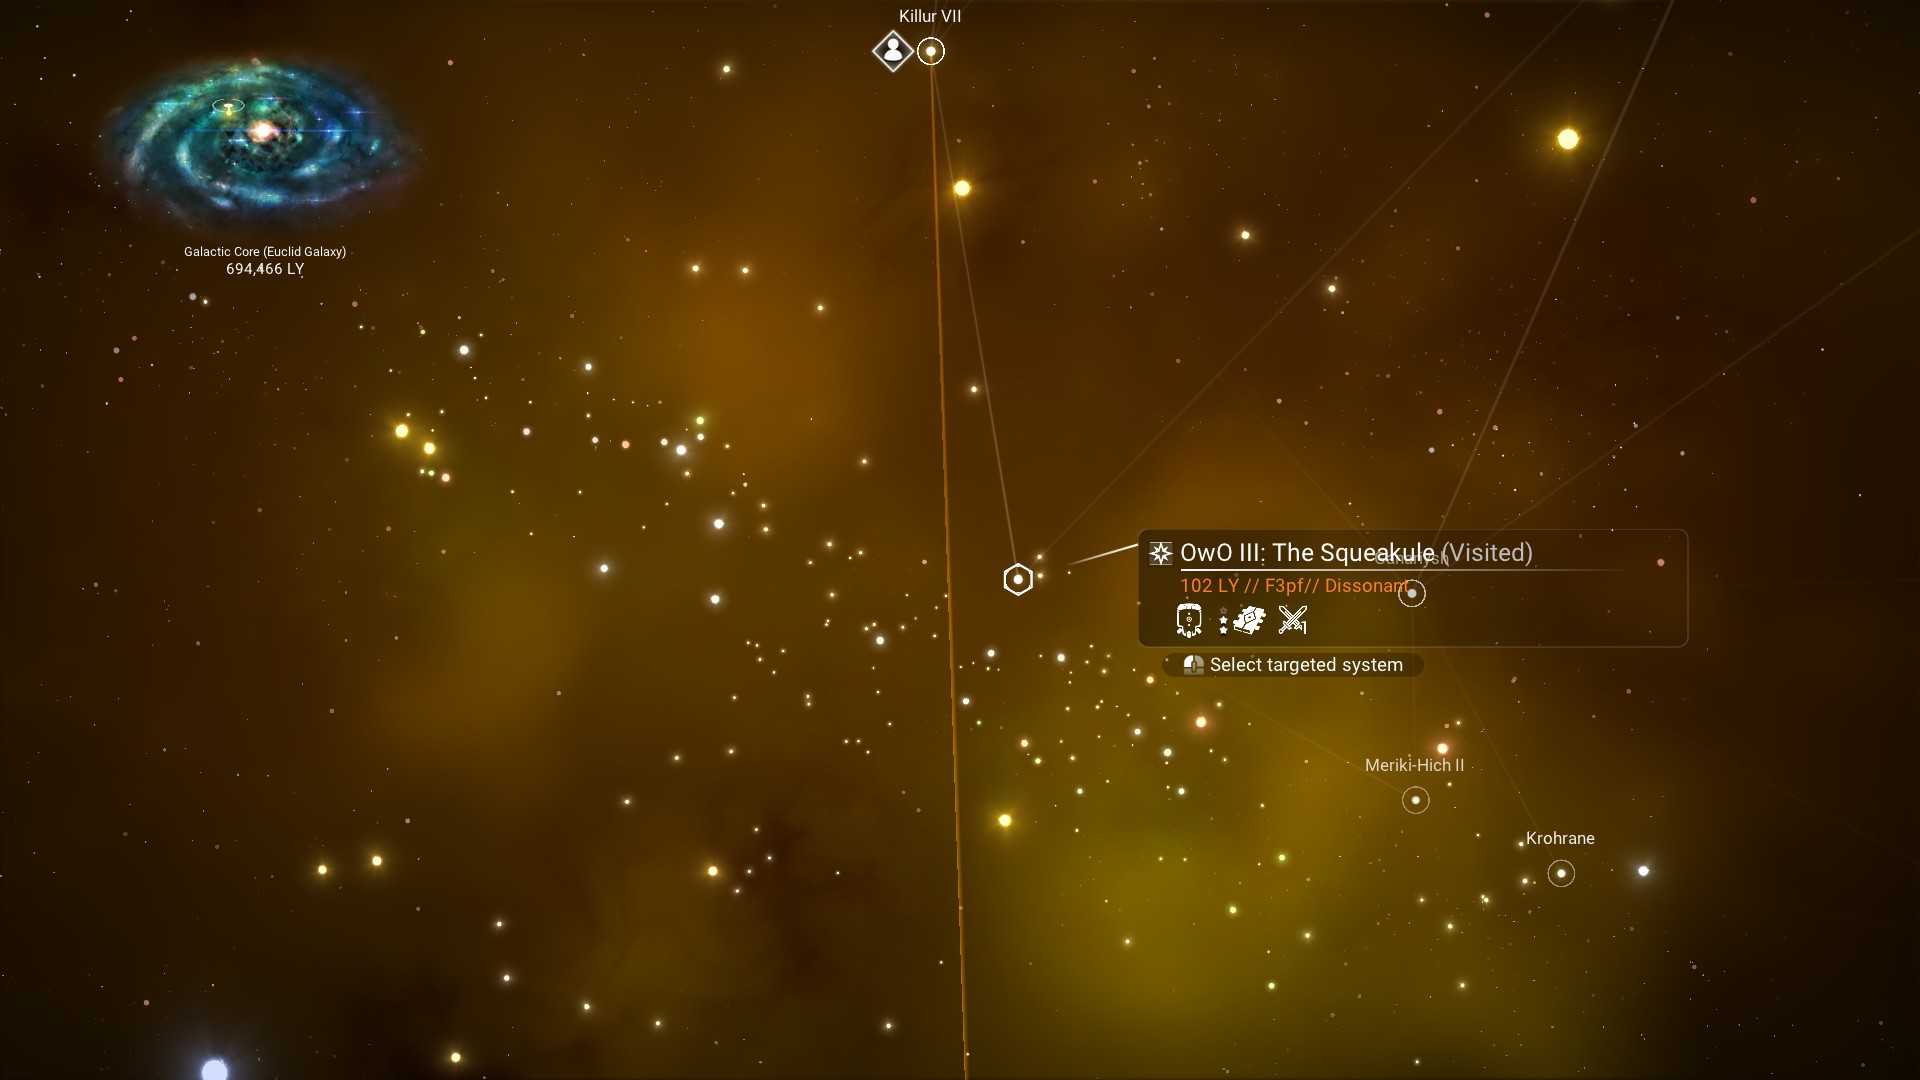 Killur VII
Galactic Core (Euclid Galaxy)
694,466 LY
OwO III: The Squeakule (Visited)
102 LY // F3pf// Dissonant
Select targeted system
Meriki-Hich II
Krohrane